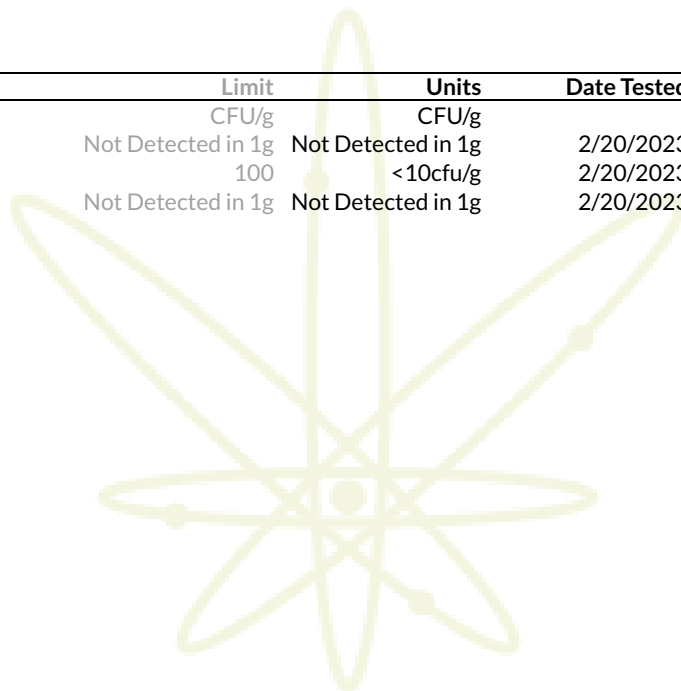 Limit Units Date Tested
CFU/g CFU/g
Not Detected in 1g Not Detected in 1g 2/20/2023
100 <10cfu/g 2/20/2023
Not Detected in 1g Not Detected in 1g 2/20/2023